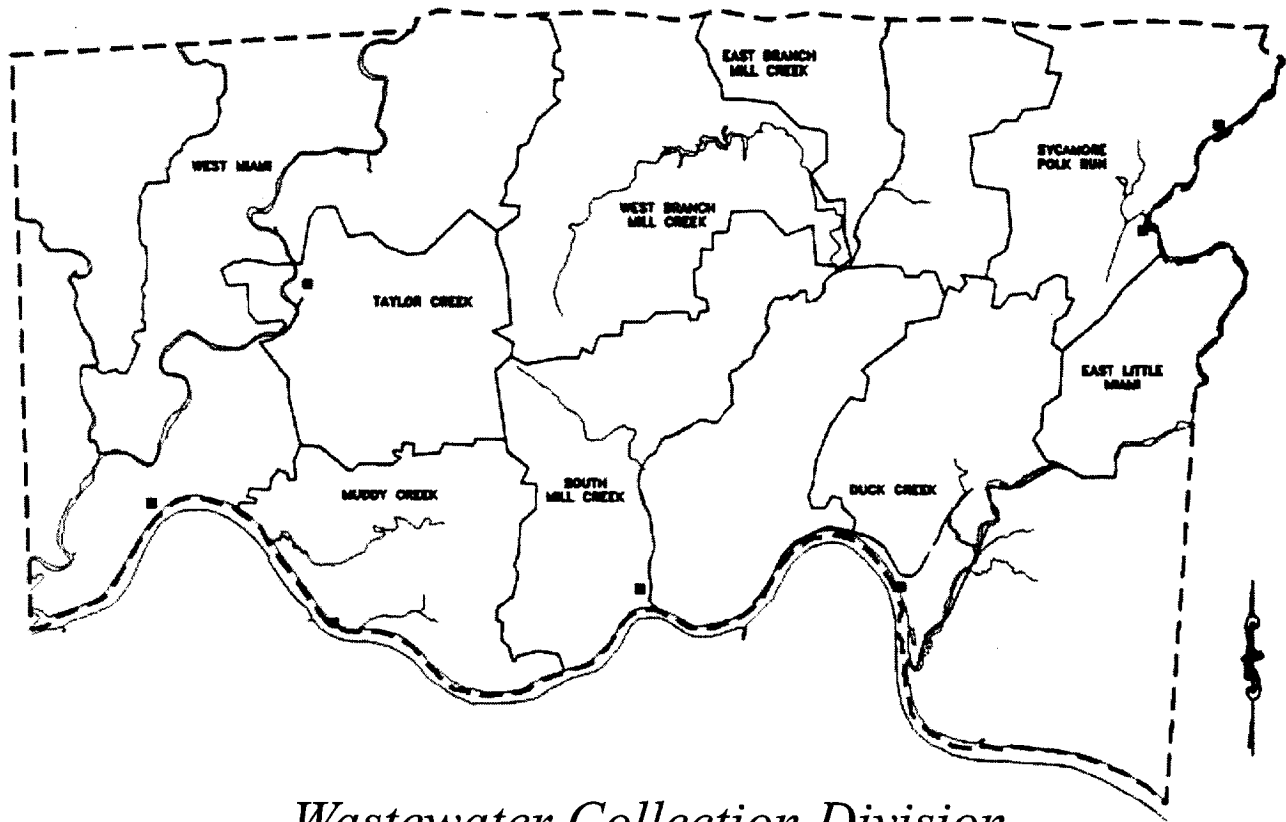 EAST BRANCH
MILL CREEK
WEST MIAMI
SYCAMORE
POLK RUN
WEST BRANCH
MILL CREEK
TAYLOR CREEK
EAST LITTLE
MIAMI
MUDDY CREEK
SOUTH
MILL CREEK
DUCK CREEK
Wastewater Collection Division